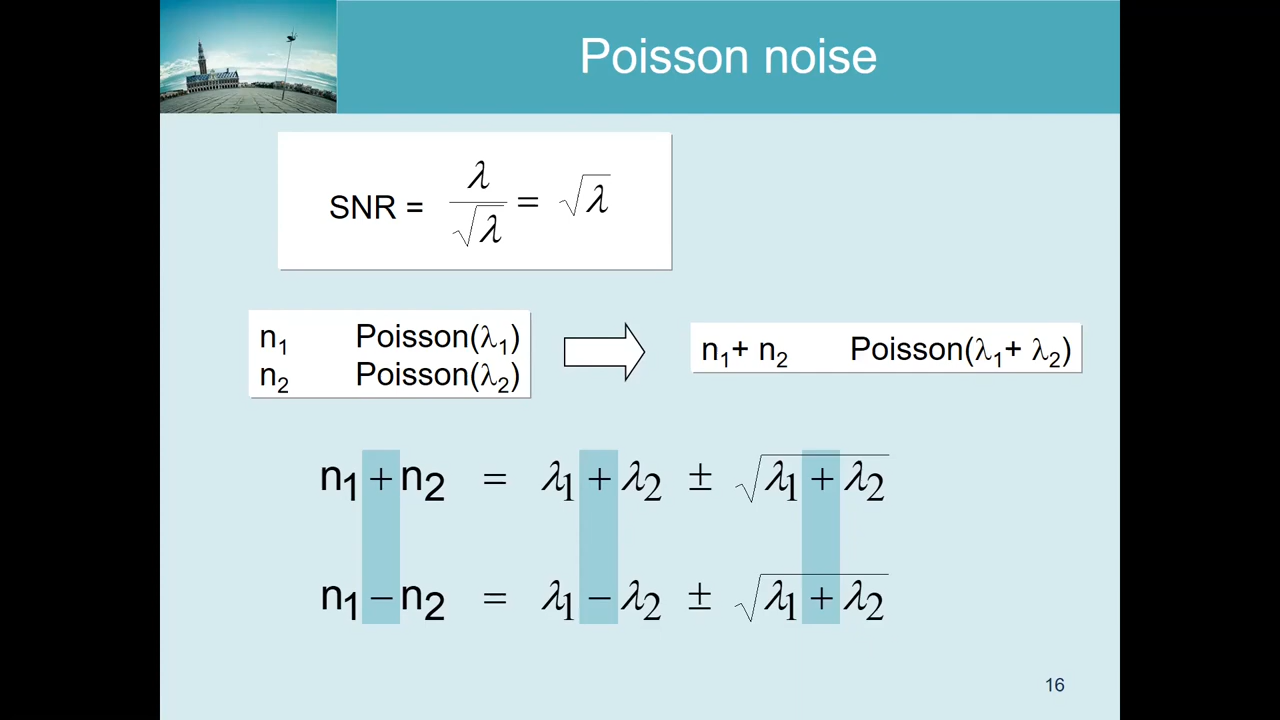 Poisson noise
SNR = λ/√λ = √λ
n₁ Poisson(λ₁)
n₂ Poisson(λ₂)
n₁+ n₂ Poisson(λ₁+ λ₂)
n₁ + n₂ = λ₁ + λ₂ ± √(λ₁ + λ₂)
n₁ − n₂ = λ₁ − λ₂ ± √(λ₁ + λ₂)
16